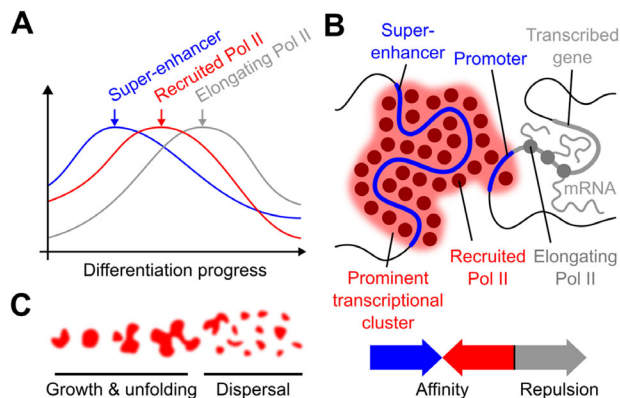 A
Super-enhancer
Recruited Pol II
Elongating Pol II
Differentiation progress
B
Super-
enhancer
Promoter
Transcribed
gene
mRNA
Prominent
transcriptional
cluster
Recruited
Pol II
Elongating
Pol II
Affinity
Repulsion
C
Growth & unfolding
Dispersal